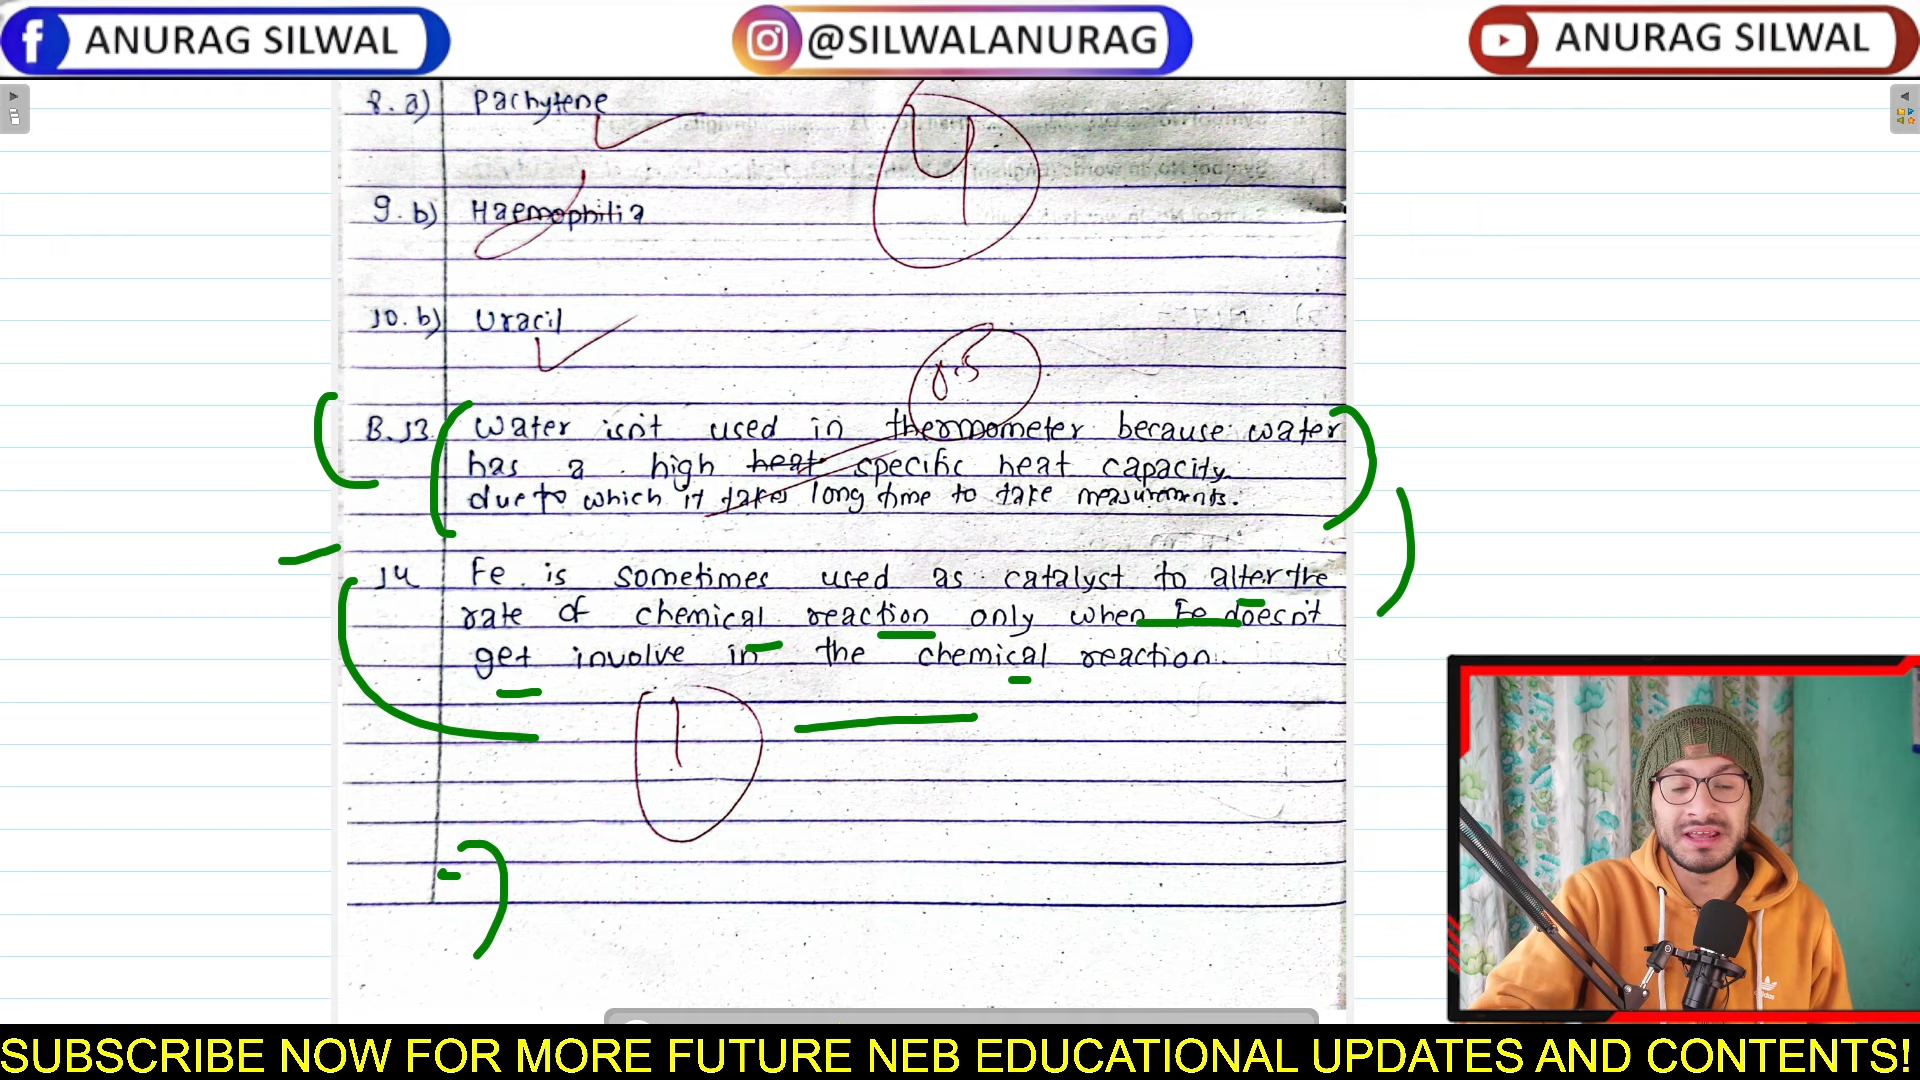 ANURAG SILWAL
@SILWALANURAG
ANURAG SILWAL
8. a) Pachytene
4
9. b) Haemophilia
10. b) Uracil
0.5
B. 13. Water isn't used in thermometer because water
has a high heat specific heat capacity.
due to which it takes long time to take measurements.
14 Fe is sometimes used as catalyst to alter the
rate of chemical reaction only when Fe doesn't
get involve in the chemical reaction.
1
SUBSCRIBE NOW FOR MORE FUTURE NEB EDUCATIONAL UPDATES AND CONTENTS!